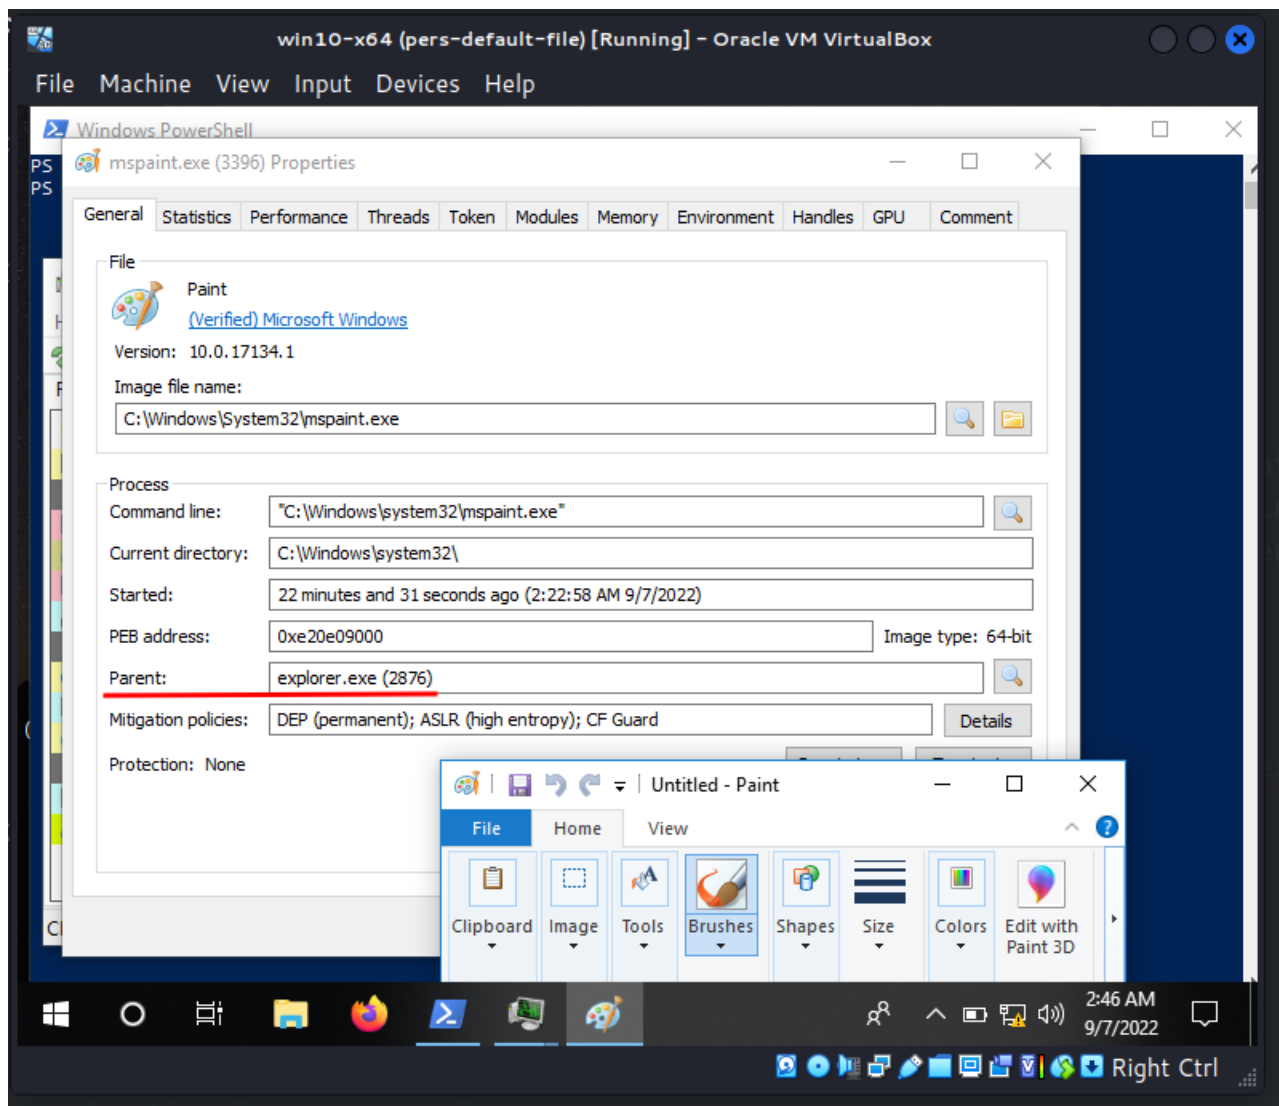 win10-x64 (pers-default-file) [Running] - Oracle VM VirtualBox
File Machine View Input Devices Help
Windows PowerShell
PS
PS
mspaint.exe (3396) Properties
General Statistics Performance Threads Token Modules Memory Environment Handles GPU Comment
File
Paint
(Verified) Microsoft Windows
Version: 10.0.17134.1
Image file name:
C:\Windows\System32\mspaint.exe
Process
Command line: "C:\Windows\system32\mspaint.exe"
Current directory: C:\Windows\system32\
Started: 22 minutes and 31 seconds ago (2:22:58 AM 9/7/2022)
PEB address: 0xe20e09000 Image type: 64-bit
Parent: explorer.exe (2876)
Mitigation policies: DEP (permanent); ASLR (high entropy); CF Guard Details
Protection: None
Untitled - Paint
File Home View
Clipboard Image Tools Brushes Shapes Size Colors Edit with
Paint 3D
2:46 AM
9/7/2022
Right Ctrl